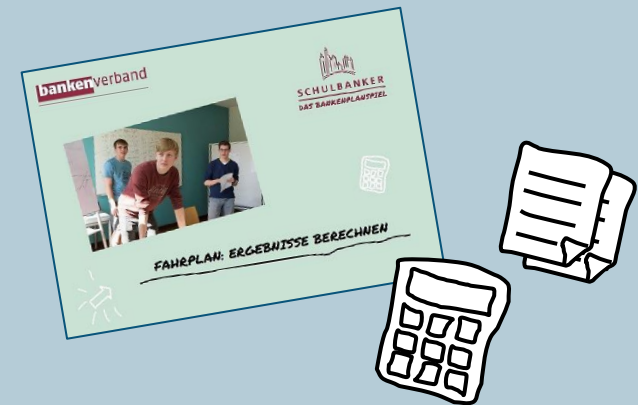 bankenverband
SCHULBANKER
DAS BANKENPLANSPIEL
FAHRPLAN: ERGEBNISSE BERECHNEN